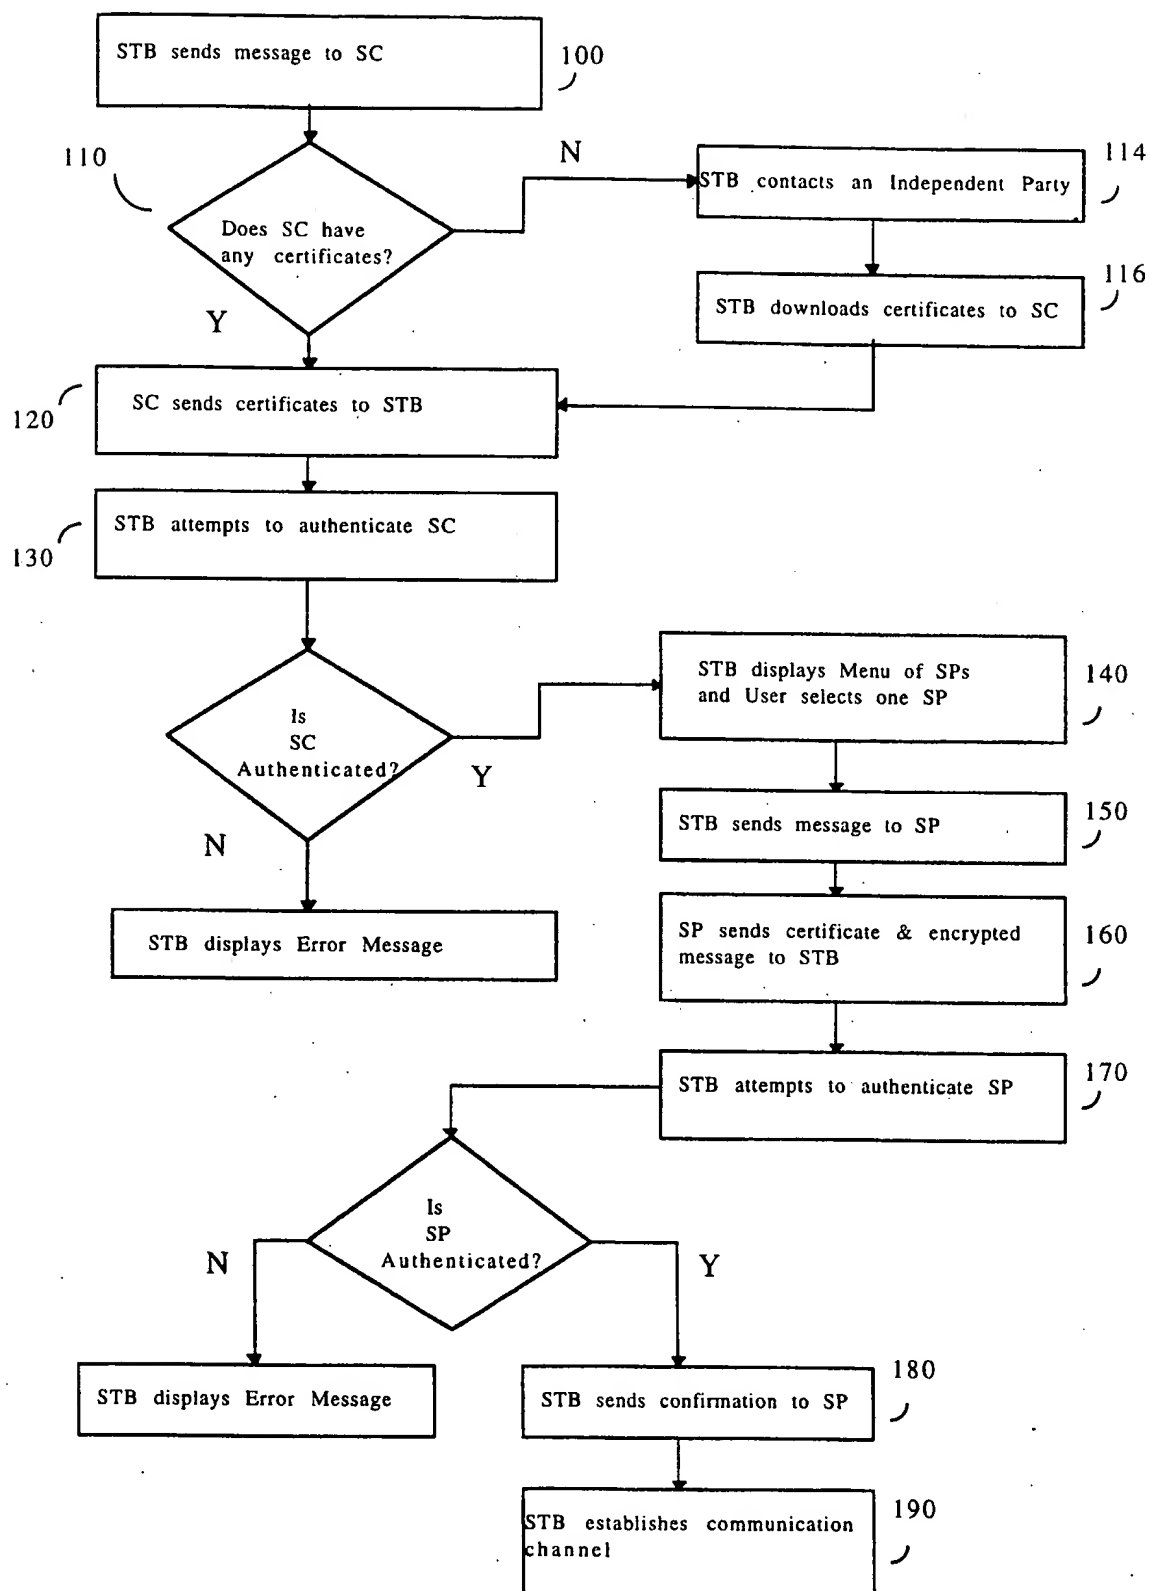 STB sends message to SC
100
110
N
114
STB contacts an Independent Party
Does SC have
any certificates?
116
STB downloads certificates to SC
Y
120
SC sends certificates to STB
130
STB attempts to authenticate SC
STB displays Menu of SPs
and User selects one SP
140
Is
SC
Authenticated?
Y
N
150
STB sends message to SP
STB displays Error Message
SP sends certificate & encrypted
message to STB
160
170
STB attempts to authenticate SP
Is
SP
Authenticated?
N
Y
STB displays Error Message
180
STB sends confirmation to SP
190
STB establishes communication
channel